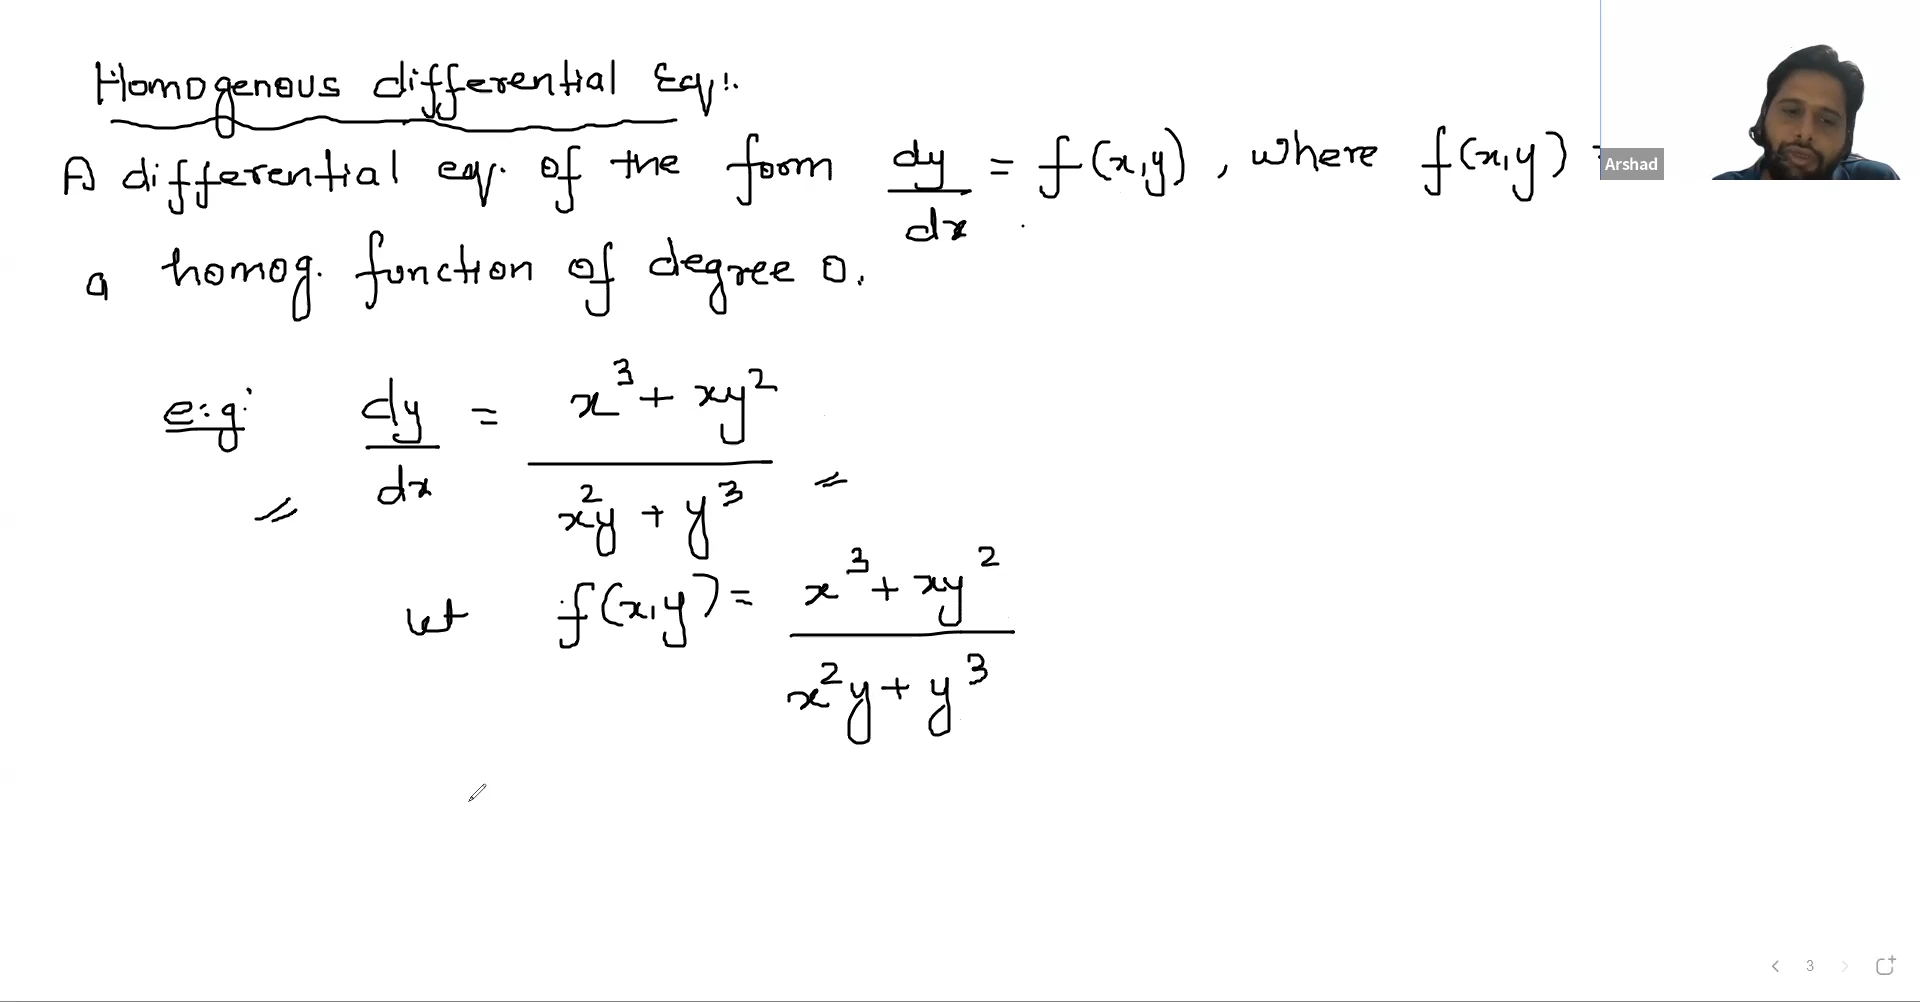 Homogenous differential Eq:.
A differential eq. of the form dy/dx = f(x,y), where f(x,y)
Arshad
a homog. function of degree 0.
e.g: dy/dx = (x³ + xy²)/(x²y + y³)
let f(x,y) = (x³ + xy²)/(x²y + y³)
3